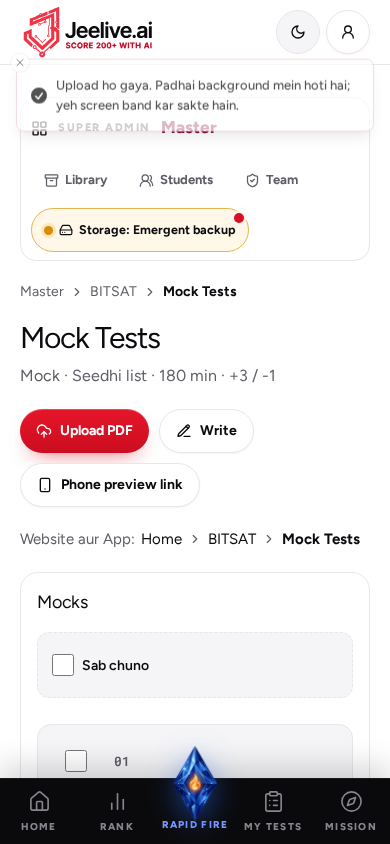 Jeelive.ai
SCORE 200+ WITH AI
Upload ho gaya. Padhai background mein hoti hai;
yeh screen band kar sakte hain.
SUPER ADMIN Master
Library Students Team
Storage: Emergent backup
Master > BITSAT > Mock Tests
Mock Tests
Mock · Seedhi list · 180 min · +3 / -1
Upload PDF Write
Phone preview link
Website aur App: Home > BITSAT > Mock Tests
Mocks
Sab chuno
01
HOME RANK RAPID FIRE MY TESTS MISSION